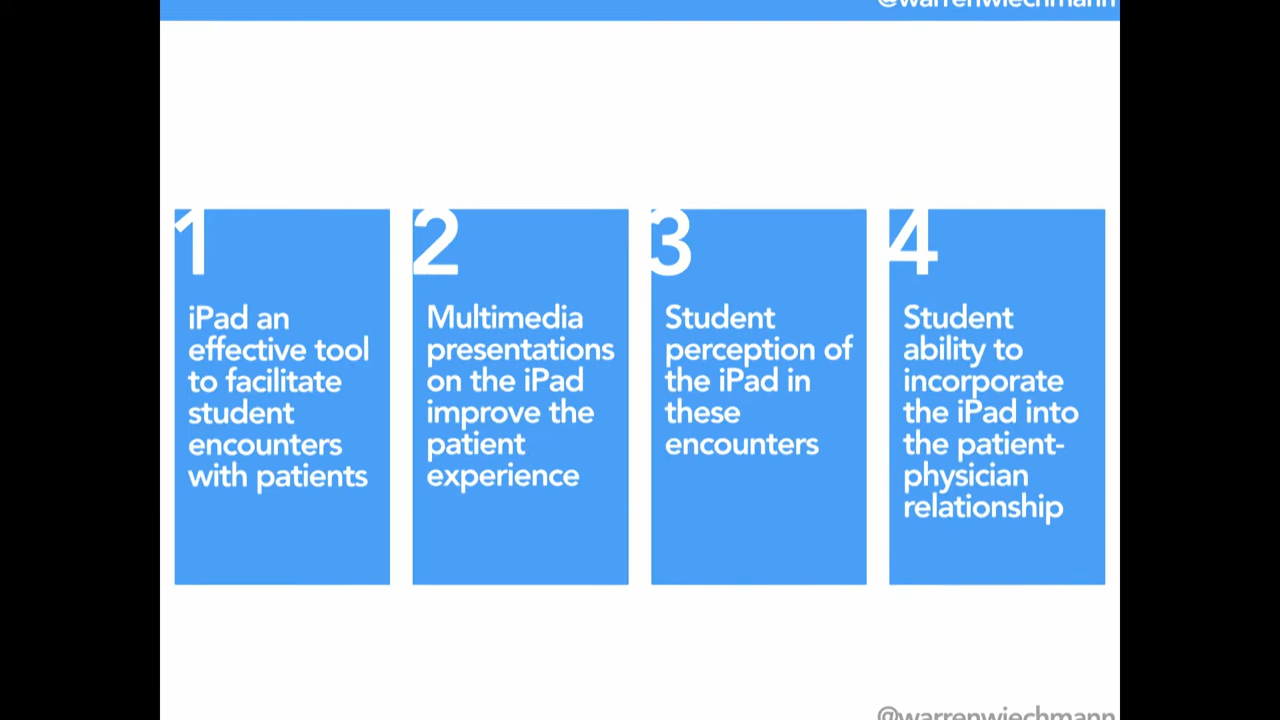 @warrenwiechmann
1
iPad an
effective tool
to facilitate
student
encounters
with patients
2
Multimedia
presentations
on the iPad
improve the
patient
experience
3
Student
perception of
the iPad in
these
encounters
4
Student
ability to
incorporate
the iPad into
the patient-
physician
relationship
@warrenwiechmann